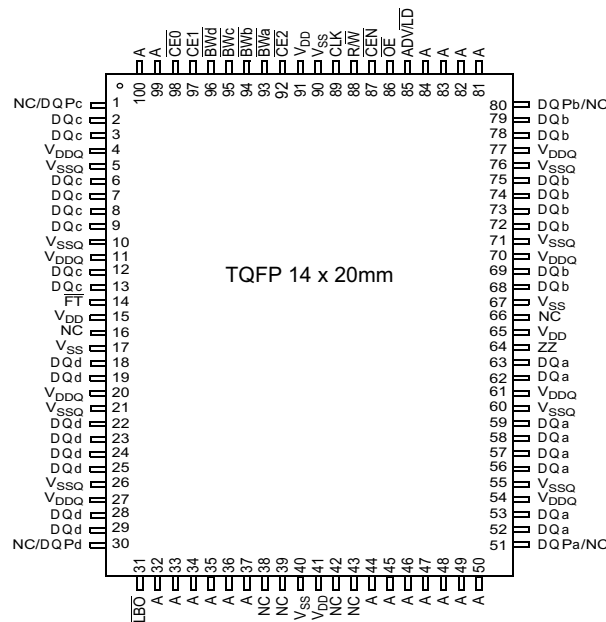 A A CE0 CE1 BWd BWc BWb BWa CE2 VDD VSS CLK R/W CEN OE ADV/LD A A A A
100 99 98 97 96 95 94 93 92 91 90 89 88 87 86 85 84 83 82 81
NC/DQPc 1
DQc 2
DQc 3
VDDQ 4
VSSQ 5
DQc 6
DQc 7
DQc 8
DQc 9
VSSQ 10
VDDQ 11
DQc 12
DQc 13
FT 14
VDD 15
NC 16
VSS 17
DQd 18
DQd 19
VDDQ 20
VSSQ 21
DQd 22
DQd 23
DQd 24
DQd 25
VSSQ 26
VDDQ 27
DQd 28
DQd 29
NC/DQPd 30
TQFP 14 x 20mm
80 DQPb/NC
79 DQb
78 DQb
77 VDDQ
76 VSSQ
75 DQb
74 DQb
73 DQb
72 DQb
71 VSSQ
70 VDDQ
69 DQb
68 DQb
67 VSS
66 NC
65 VDD
64 ZZ
63 DQa
62 DQa
61 VDDQ
60 VSSQ
59 DQa
58 DQa
57 DQa
56 DQa
55 VSSQ
54 VDDQ
53 DQa
52 DQa
51 DQPa/NC
31 32 33 34 35 36 37 38 39 40 41 42 43 44 45 46 47 48 49 50
LBO A A A A A A NC NC VSS VDD NC NC A A A A A A A